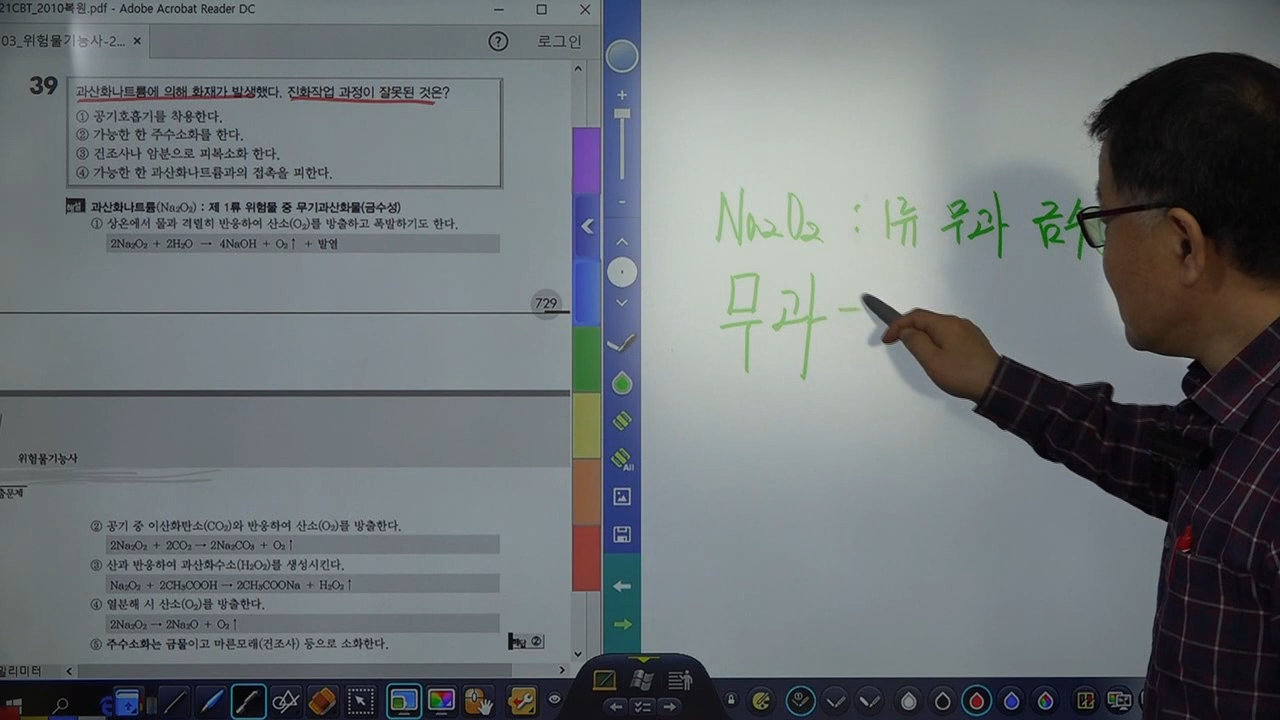 21CBT_2010복원.pdf - Adobe Acrobat Reader DC
03_위험물기능사-2... ×
로그인
39 과산화나트륨에 의해 화재가 발생했다. 진화작업 과정이 잘못된 것은?
① 공기호흡기를 착용한다.
② 가능한 한 주수소화를 한다.
③ 건조사나 암분으로 피복소화 한다.
④ 가능한 한 과산화나트륨과의 접촉을 피한다.
과산화나트륨(Na₂O₂) : 제 1류 위험물 중 무기과산화물(금수성)
① 상온에서 물과 격렬히 반응하여 산소(O₂)를 방출하고 폭발하기도 한다.
2Na₂O₂ + 2H₂O → 4NaOH + O₂↑ + 발열
729
위험물기능사
출문제
② 공기 중 이산화탄소(CO₂)와 반응하여 산소(O₂)를 방출한다.
2Na₂O₂ + 2CO₂ → 2Na₂CO₃ + O₂↑
③ 산과 반응하여 과산화수소(H₂O₂)를 생성시킨다.
Na₂O₂ + 2CH₃COOH → 2CH₃COONa + H₂O₂↑
④ 열분해 시 산소(O₂)를 방출한다.
2Na₂O₂ → 2Na₂O + O₂↑
⑤ 주수소화는 금물이고 마른모래(건조사) 등으로 소화한다.
②
밀리미터
All
Na₂O₂ : 1류 무과 금수
무과 -